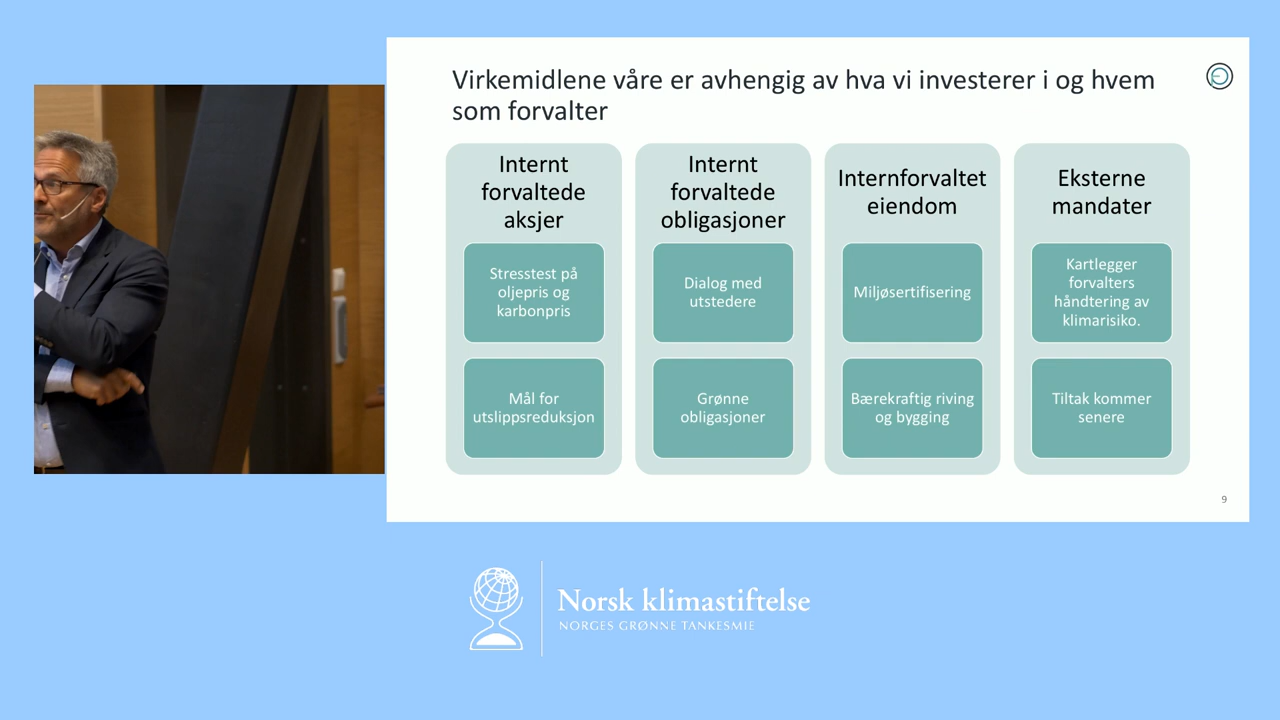 Virkemidlene våre er avhengig av hva vi investerer i og hvem
som forvalter
Internt
forvaltede
aksjer
Stresstest på
oljepris og
karbonpris
Mål for
utslippsreduksjon
Internt
forvaltede
obligasjoner
Dialog med
utstedere
Grønne
obligasjoner
Internforvaltet
eiendom
Miljøsertifisering
Bærekraftig riving
og bygging
Eksterne
mandater
Kartlegger
forvalters
håndtering av
klimarisiko.
Tiltak kommer
senere
9
Norsk klimastiftelse
NORGES GRØNNE TANKESMIE